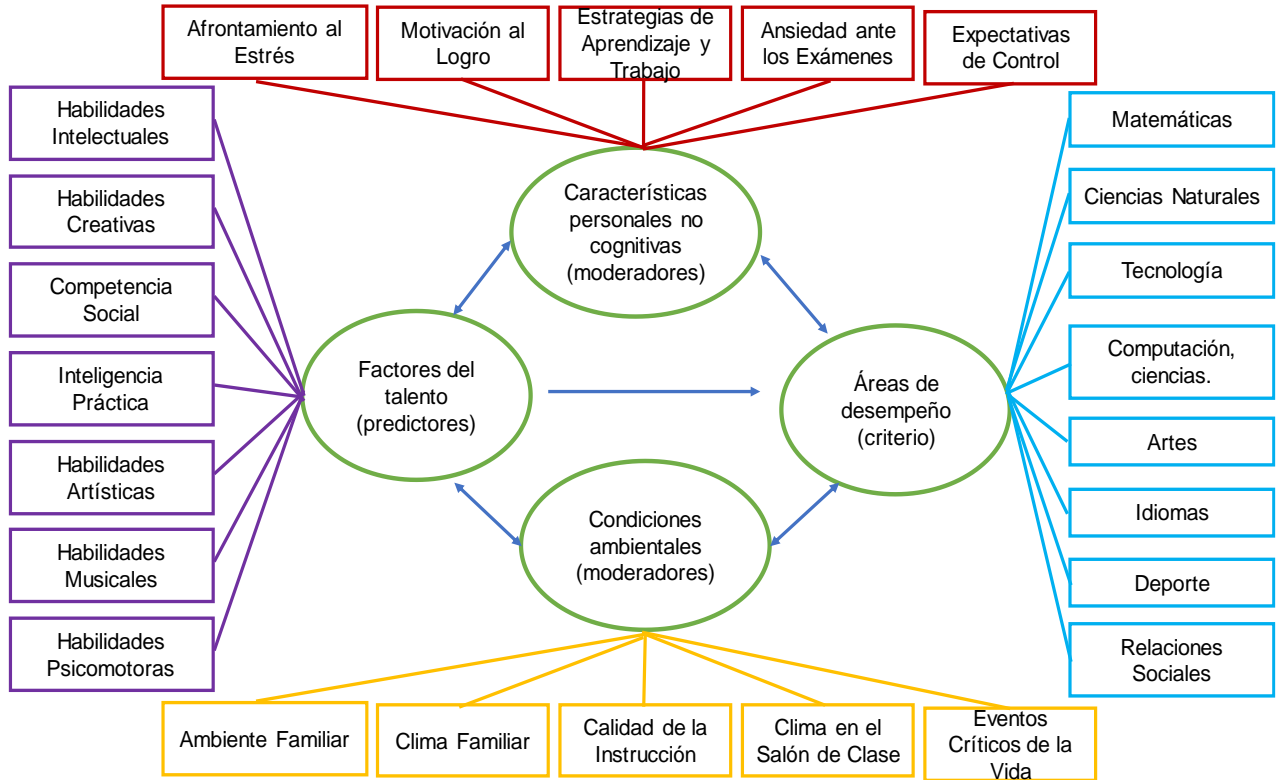 Afrontamiento al
Estrés
Motivación al
Logro
Estrategias de
Aprendizaje y
Trabajo
Ansiedad ante
los Exámenes
Expectativas
de Control
Habilidades
Intelectuales
Habilidades
Creativas
Competencia
Social
Inteligencia
Práctica
Habilidades
Artísticas
Habilidades
Musicales
Habilidades
Psicomotoras
Características
personales no
cognitivas
(moderadores)
Factores del
talento
(predictores)
Áreas de
desempeño
(criterio)
Condiciones
ambientales
(moderadores)
Matemáticas
Ciencias Naturales
Tecnología
Computación,
ciencias.
Artes
Idiomas
Deporte
Relaciones
Sociales
Ambiente Familiar
Clima Familiar
Calidad de la
Instrucción
Clima en el
Salón de Clase
Eventos
Críticos de la
Vida